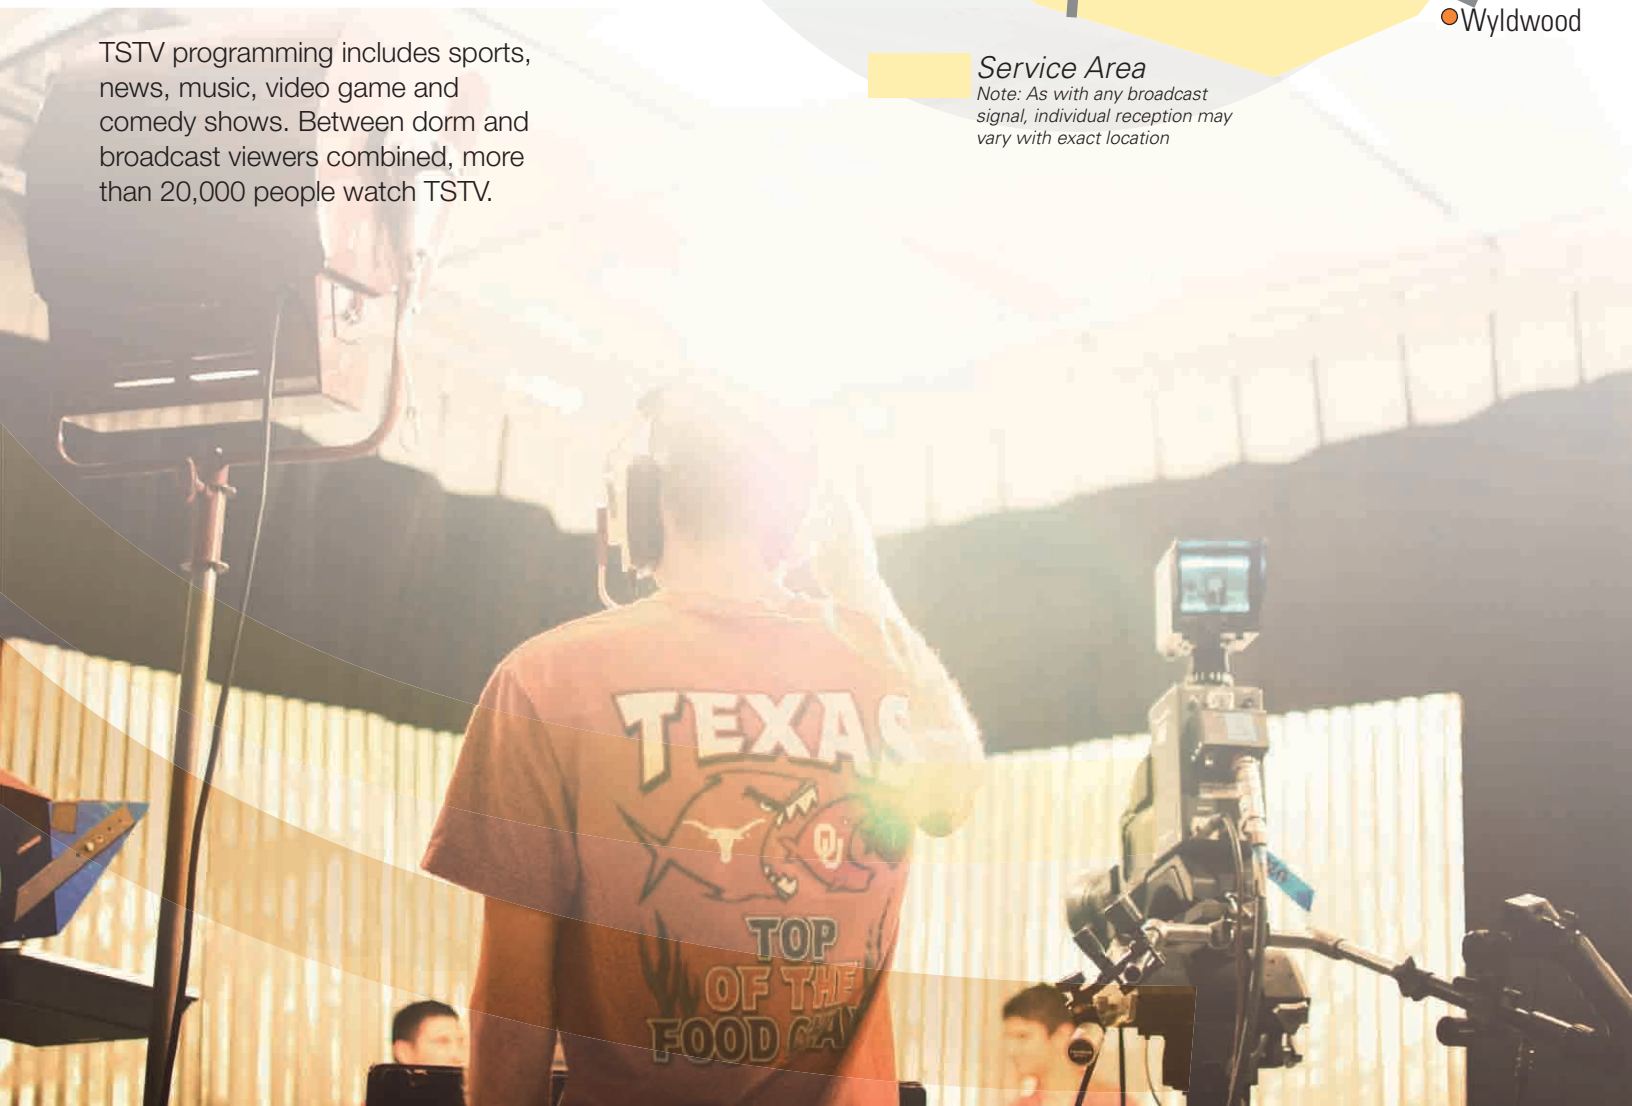 Wyldwood
TSTV programming includes sports,
news, music, video game and
comedy shows. Between dorm and
broadcast viewers combined, more
than 20,000 people watch TSTV.
Service Area
Note: As with any broadcast
signal, individual reception may
vary with exact location
TEXAS
OU
TOP
OF THE
FOOD